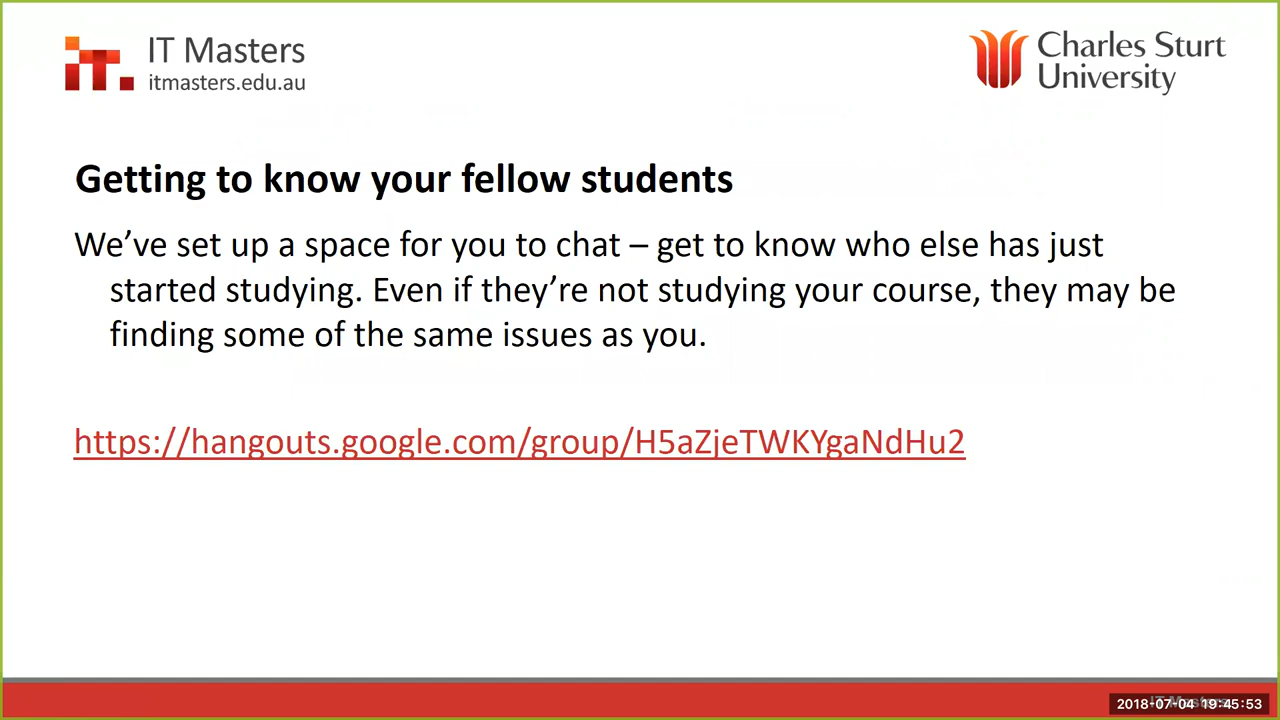 IT Masters
itmasters.edu.au
Charles Sturt
University
Getting to know your fellow students
We’ve set up a space for you to chat – get to know who else has just
started studying. Even if they’re not studying your course, they may be
finding some of the same issues as you.
https://hangouts.google.com/group/H5aZjeTWKYgaNdHu2
IT Masters
2018-07-04 19:45:53